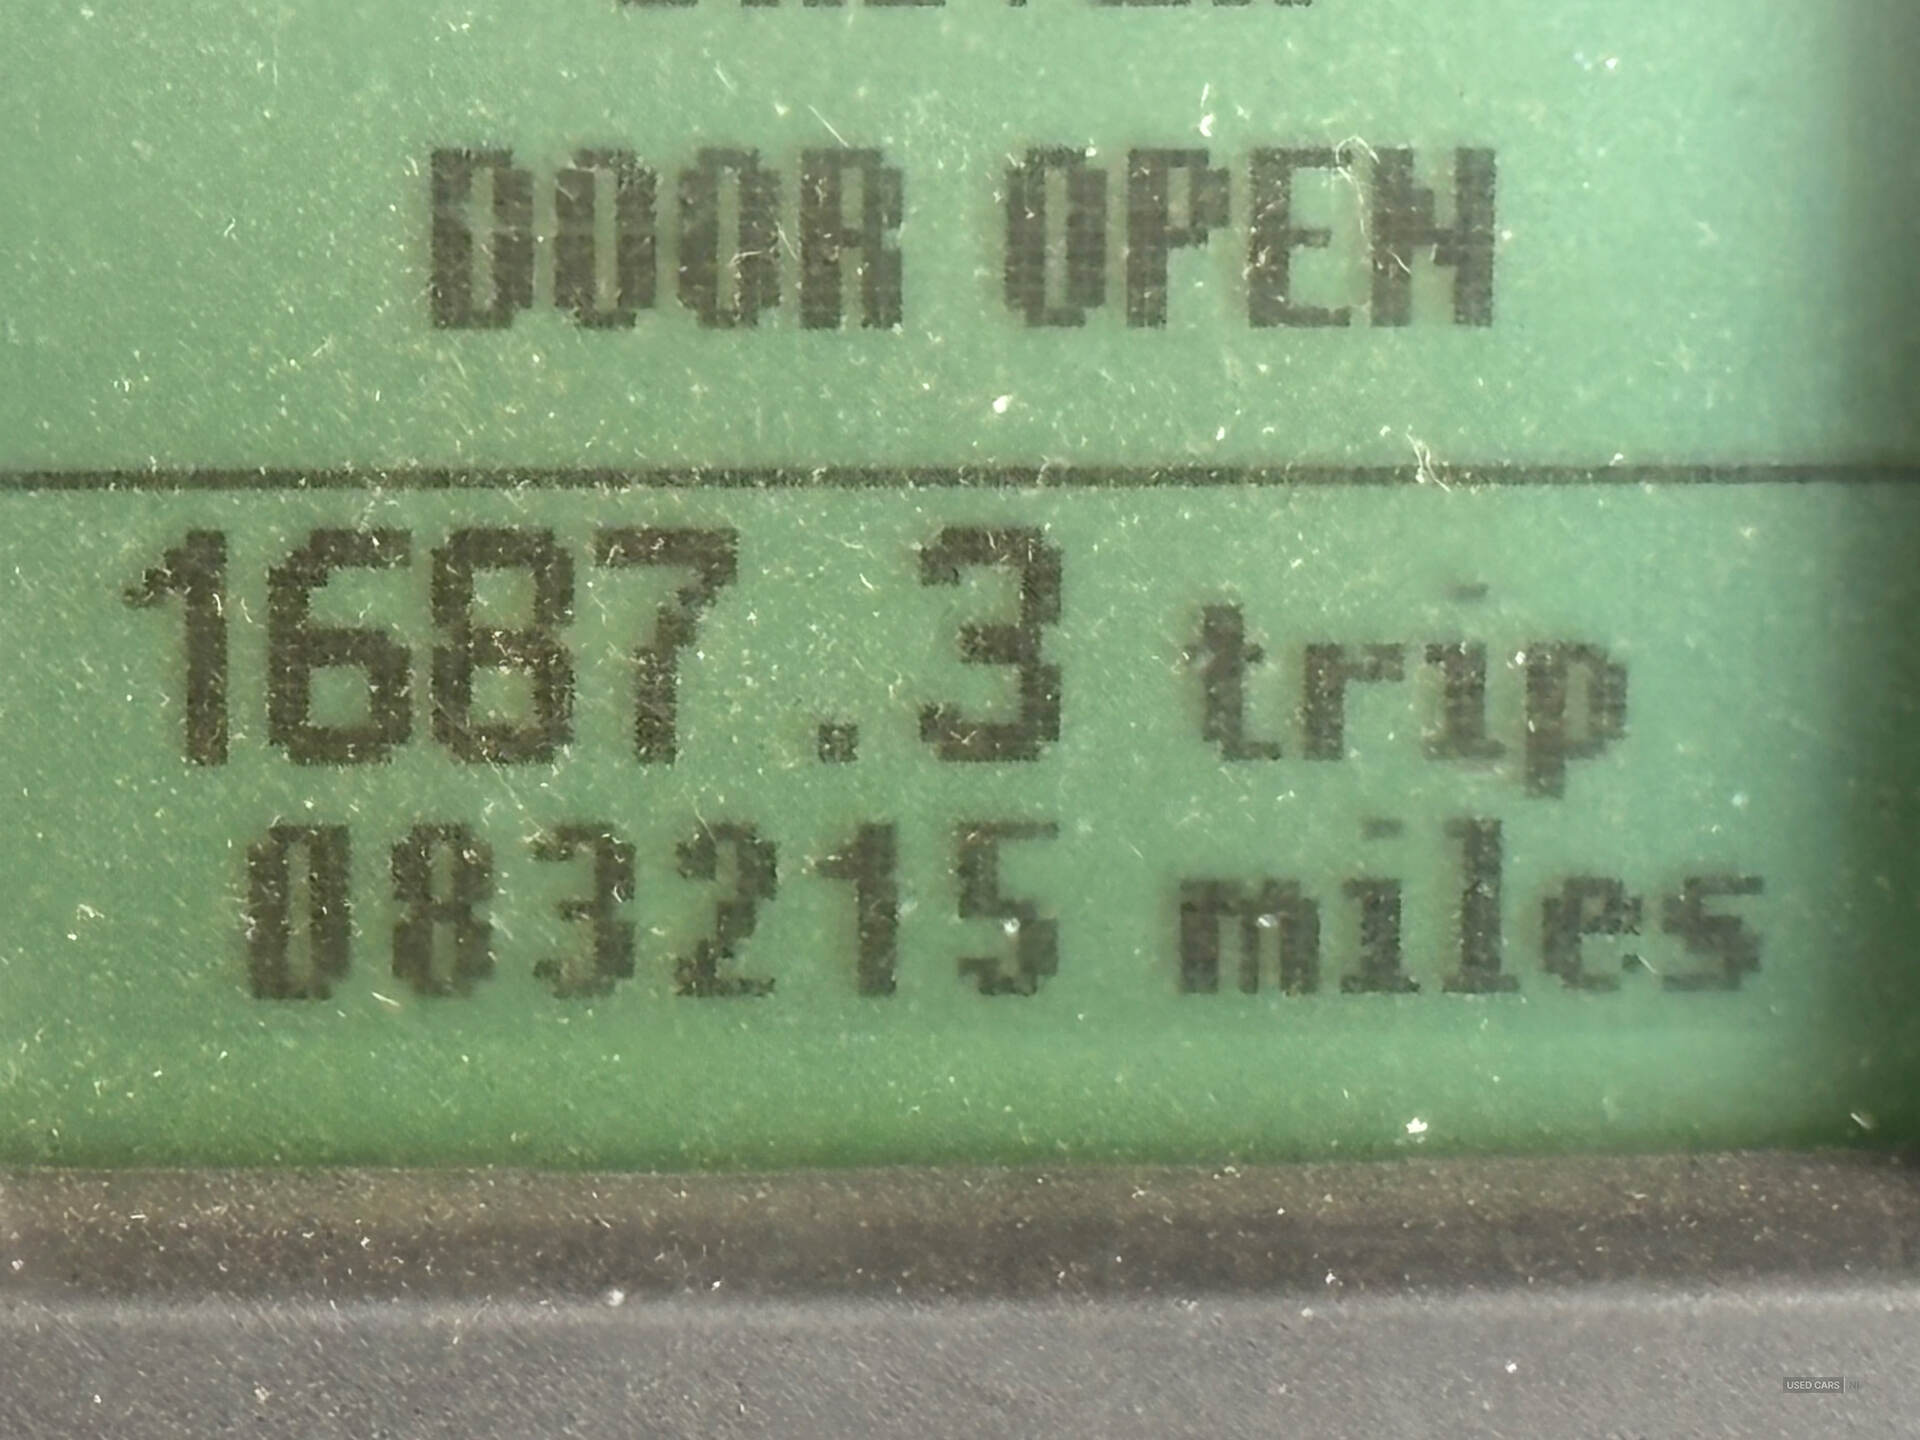 DOOR OPEN
1687.3 trip
083215 miles
USED CARS NI